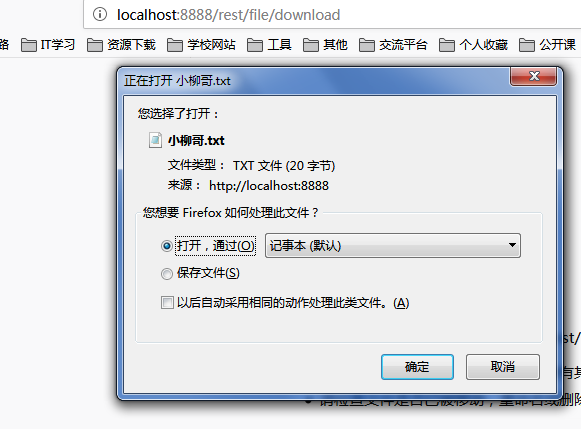 localhost:8888/rest/file/download
IT学习 资源下载 学校网站 工具 其他 交流平台 个人收藏 公开课
正在打开 小柳哥.txt
您选择了打开：
小柳哥.txt
文件类型： TXT 文件 (20 字节)
来源： http://localhost:8888
您想要 Firefox 如何处理此文件？
打开，通过(O) 记事本 (默认)
保存文件(S)
以后自动采用相同的动作处理此类文件。(A)
确定 取消